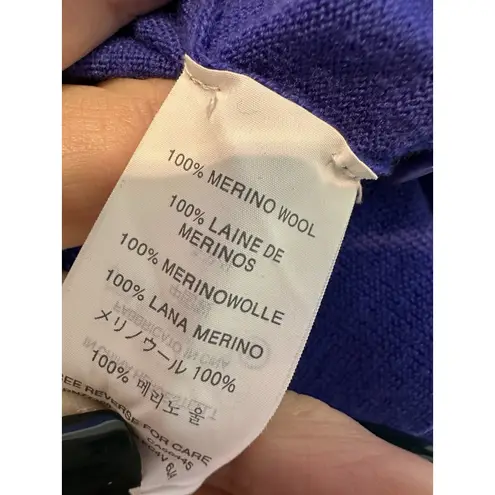 100% MERINO WOOL
100% LAINE DE
MERINOS
100% MERINOWOLLE
100% LANA MERINO
メリノウール 100%
100% 메리노 울
REVERSE FOR CARE